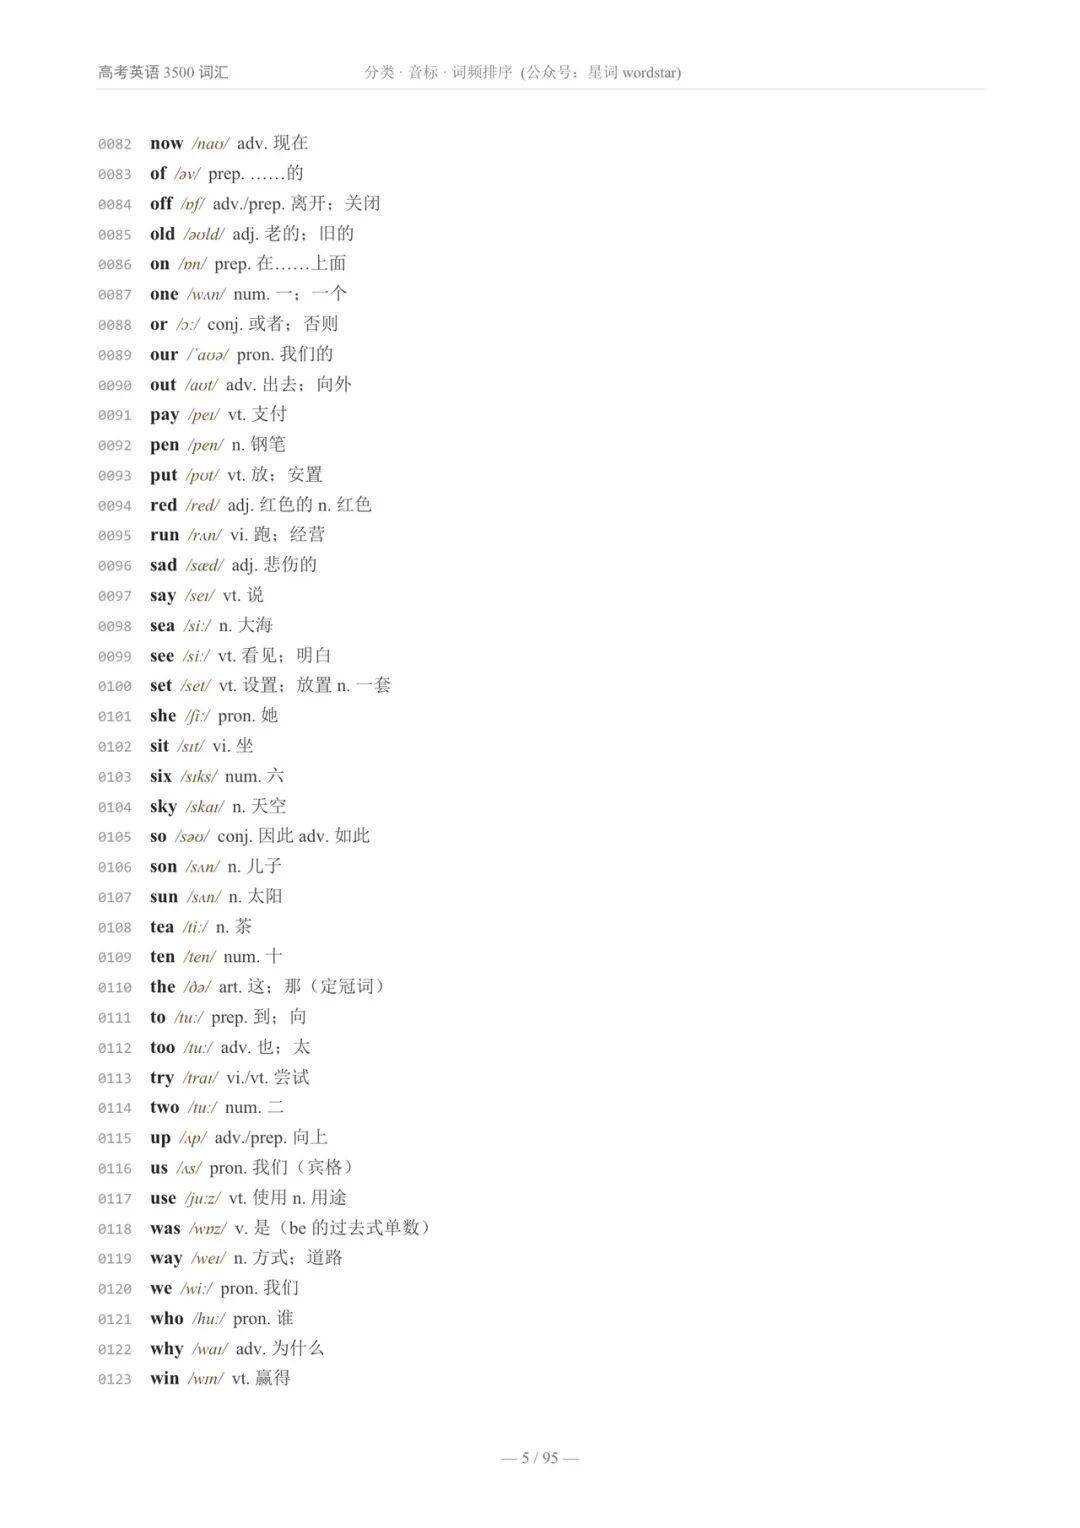 高考英语 3500 词汇
分类 · 音标 · 词频排序 (公众号：星词 wordstar)
0082 now /naʊ/ adv. 现在
0083 of /əv/ prep. ……的
0084 off /ɒf/ adv./prep. 离开；关闭
0085 old /əʊld/ adj. 老的；旧的
0086 on /ɒn/ prep. 在……上面
0087 one /wʌn/ num. 一；一个
0088 or /ɔː/ conj. 或者；否则
0089 our /ˈaʊə/ pron. 我们的
0090 out /aʊt/ adv. 出去；向外
0091 pay /peɪ/ vt. 支付
0092 pen /pen/ n. 钢笔
0093 put /pʊt/ vt. 放；安置
0094 red /red/ adj. 红色的 n. 红色
0095 run /rʌn/ vi. 跑；经营
0096 sad /sæd/ adj. 悲伤的
0097 say /seɪ/ vt. 说
0098 sea /siː/ n. 大海
0099 see /siː/ vt. 看见；明白
0100 set /set/ vt. 设置；放置 n. 一套
0101 she /ʃiː/ pron. 她
0102 sit /sɪt/ vi. 坐
0103 six /sɪks/ num. 六
0104 sky /skaɪ/ n. 天空
0105 so /səʊ/ conj. 因此 adv. 如此
0106 son /sʌn/ n. 儿子
0107 sun /sʌn/ n. 太阳
0108 tea /tiː/ n. 茶
0109 ten /ten/ num. 十
0110 the /ðə/ art. 这；那（定冠词）
0111 to /tuː/ prep. 到；向
0112 too /tuː/ adv. 也；太
0113 try /traɪ/ vi./vt. 尝试
0114 two /tuː/ num. 二
0115 up /ʌp/ adv./prep. 向上
0116 us /ʌs/ pron. 我们（宾格）
0117 use /juːz/ vt. 使用 n. 用途
0118 was /wɒz/ v. 是（be 的过去式单数）
0119 way /weɪ/ n. 方式；道路
0120 we /wiː/ pron. 我们
0121 who /huː/ pron. 谁
0122 why /waɪ/ adv. 为什么
0123 win /wɪn/ vt. 赢得
— 5 / 95 —